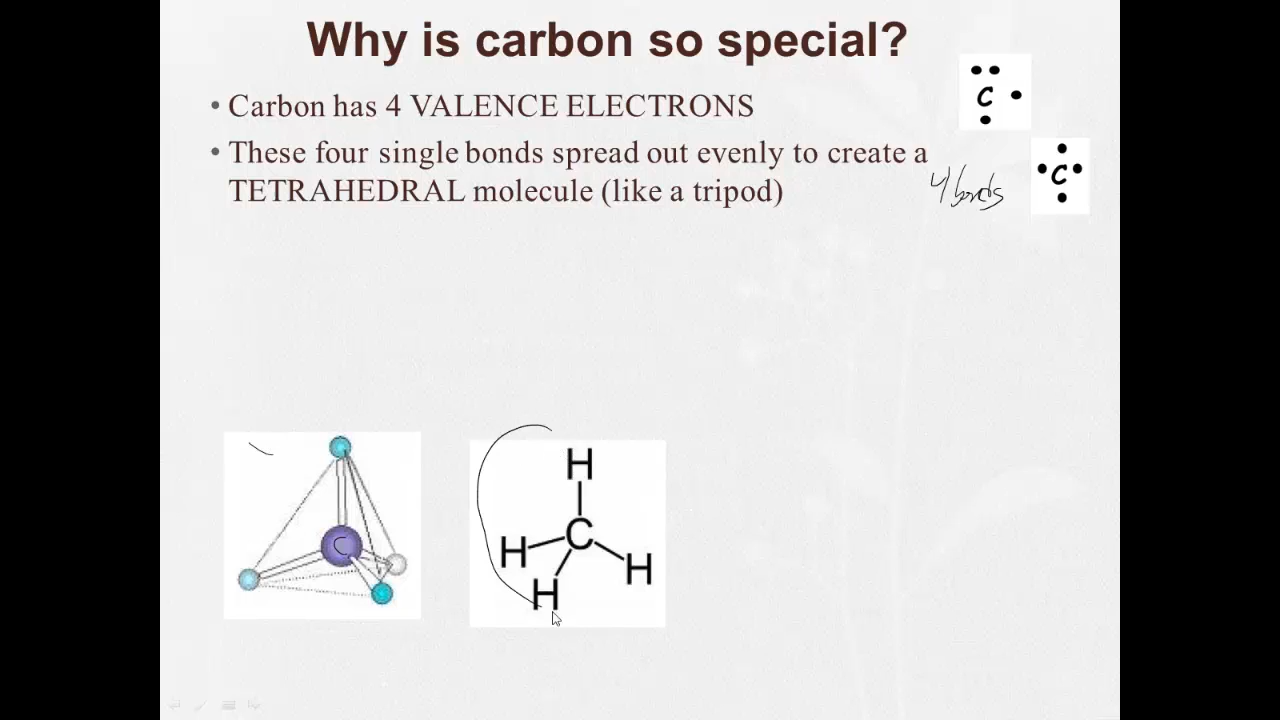 Why is carbon so special?
• Carbon has 4 VALENCE ELECTRONS
C
• These four single bonds spread out evenly to create a
TETRAHEDRAL molecule (like a tripod)
4 bonds
C
C
H
C
H
H
H